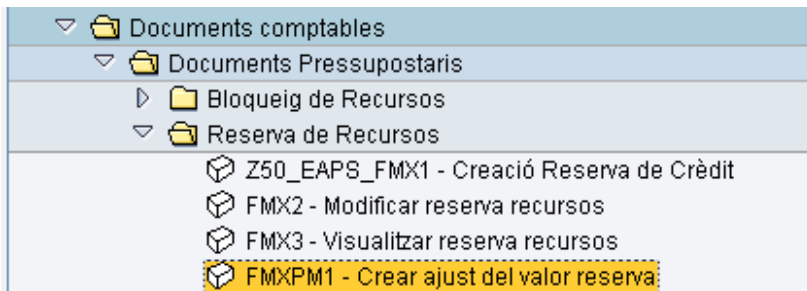 Documents comptables
Documents Pressupostaris
Bloqueig de Recursos
Reserva de Recursos
Z50_EAPS_FMX1 - Creació Reserva de Crèdit
FMX2 - Modificar reserva recursos
FMX3 - Visualitzar reserva recursos
FMXPM1 - Crear ajust del valor reserva